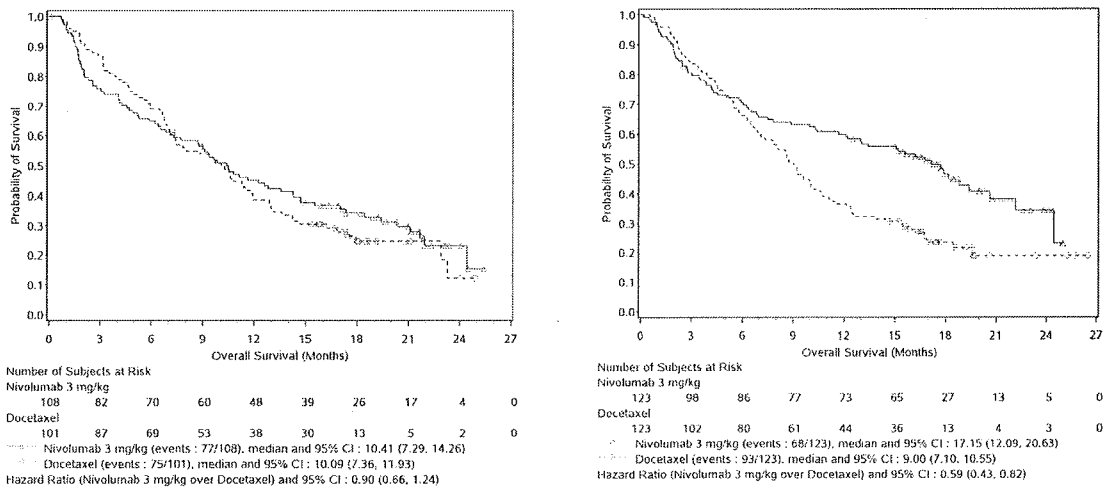 1.0
0.9
0.8
0.7
0.6
0.5
0.4
0.3
0.2
0.1
0.0
Probability of Survival
0 3 6 9 12 15 18 21 24 27
Overall Survival (Months)
Number of Subjects at Risk
Nivolumab 3 mg/kg
108 82 70 60 48 39 26 17 4 0
Docetaxel
101 87 69 53 38 30 13 5 2 0
Nivolumab 3 mg/kg (events : 77/108), median and 95% CI : 10.41 (7.29, 14.26)
Docetaxel (events : 75/101), median and 95% CI : 10.09 (7.36, 11.93)
Hazard Ratio (Nivolumab 3 mg/kg over Docetaxel) and 95% CI : 0.90 (0.66, 1.24)
1.0
0.9
0.8
0.7
0.6
0.5
0.4
0.3
0.2
0.1
0.0
Probability of Survival
0 3 6 9 12 15 18 21 24 27
Overall Survival (Months)
Number of Subjects at Risk
Nivolumab 3 mg/kg
123 98 86 77 73 65 27 13 5 0
Docetaxel
123 102 80 61 44 36 13 4 3 0
Nivolumab 3 mg/kg (events : 68/123), median and 95% CI : 17.15 (12.09, 20.63)
Docetaxel (events : 93/123), median and 95% CI : 9.00 (7.10, 10.55)
Hazard Ratio (Nivolumab 3 mg/kg over Docetaxel) and 95% CI : 0.59 (0.43, 0.82)